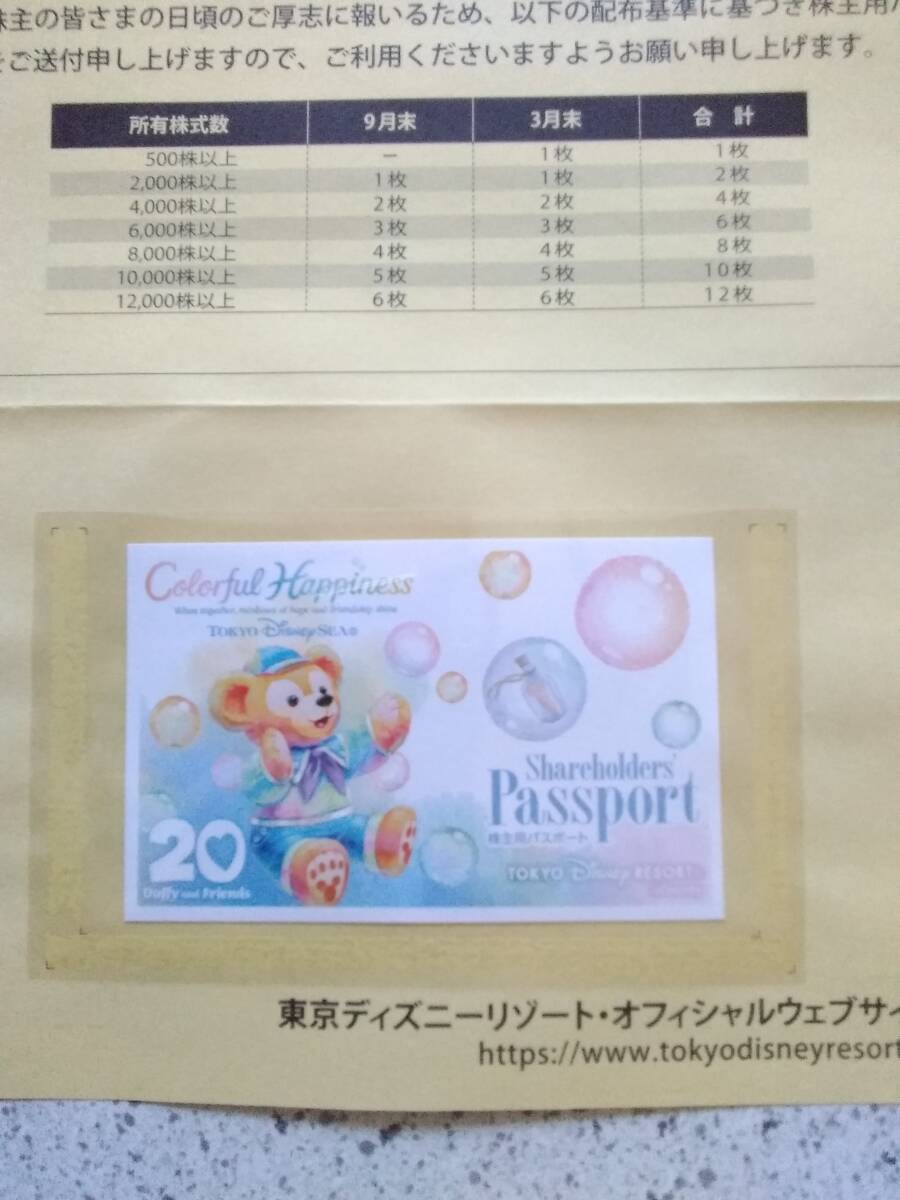 株主の皆さまの日頃のご厚志に報いるため、以下の配布基準に基づき株主用
をご送付申し上げますので、ご利用くださいますようお願い申し上げます。
所有株式数 9月末 3月末 合 計
500株以上 － 1枚 1枚
2,000株以上 1枚 1枚 2枚
4,000株以上 2枚 2枚 4枚
6,000株以上 3枚 3枚 6枚
8,000株以上 4枚 4枚 8枚
10,000株以上 5枚 5枚 10枚
12,000株以上 6枚 6枚 12枚
Colorful Happiness
When together, rainbows of hope and friendship shine
TOKYO DisneySEA®
Shareholders'
Passport
株主用パスポート
20
Duffy and Friends
TOKYO Disney RESORT
東京ディズニーリゾート・オフィシャルウェブサイ
https://www.tokyodisneyresort